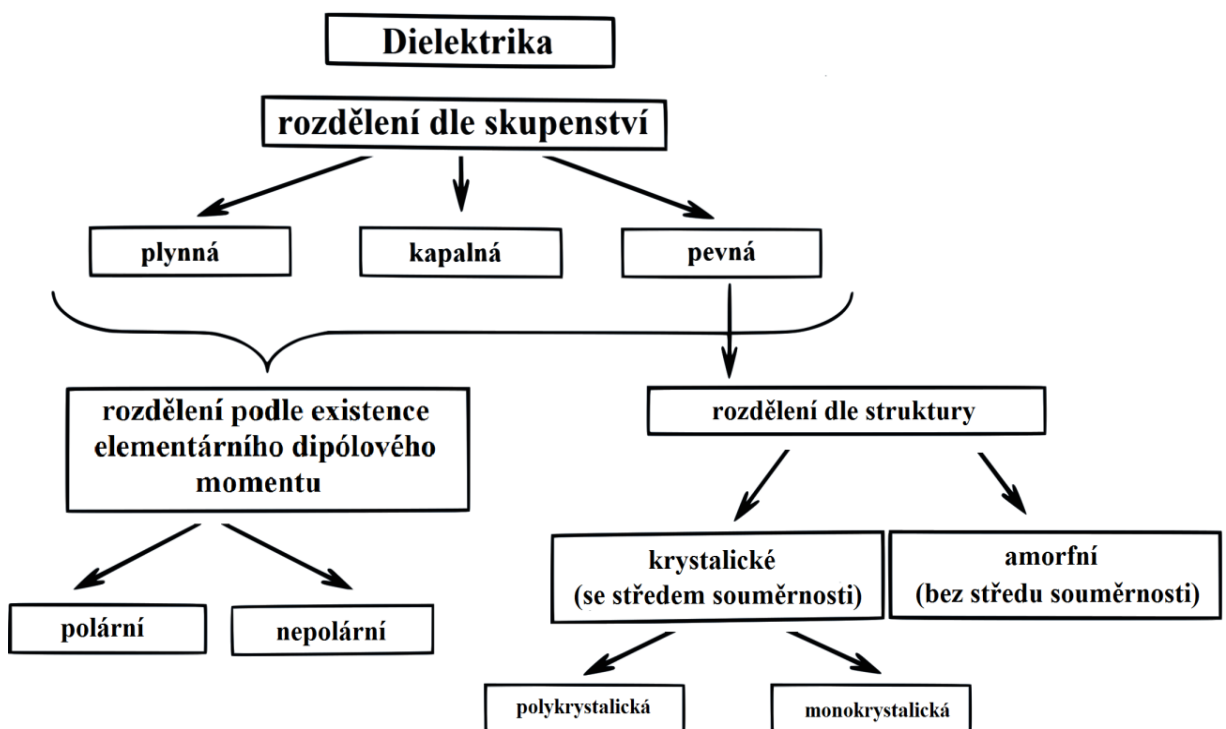 Dielektrika
rozdělení dle skupenství
plynná
kapalná
pevná
rozdělení podle existence
elementárního dipólového
momentu
rozdělení dle struktury
krystalické
(se středem souměrnosti)
amorfní
(bez středu souměrnosti)
polární
nepolární
polykrystalická
monokrystalická